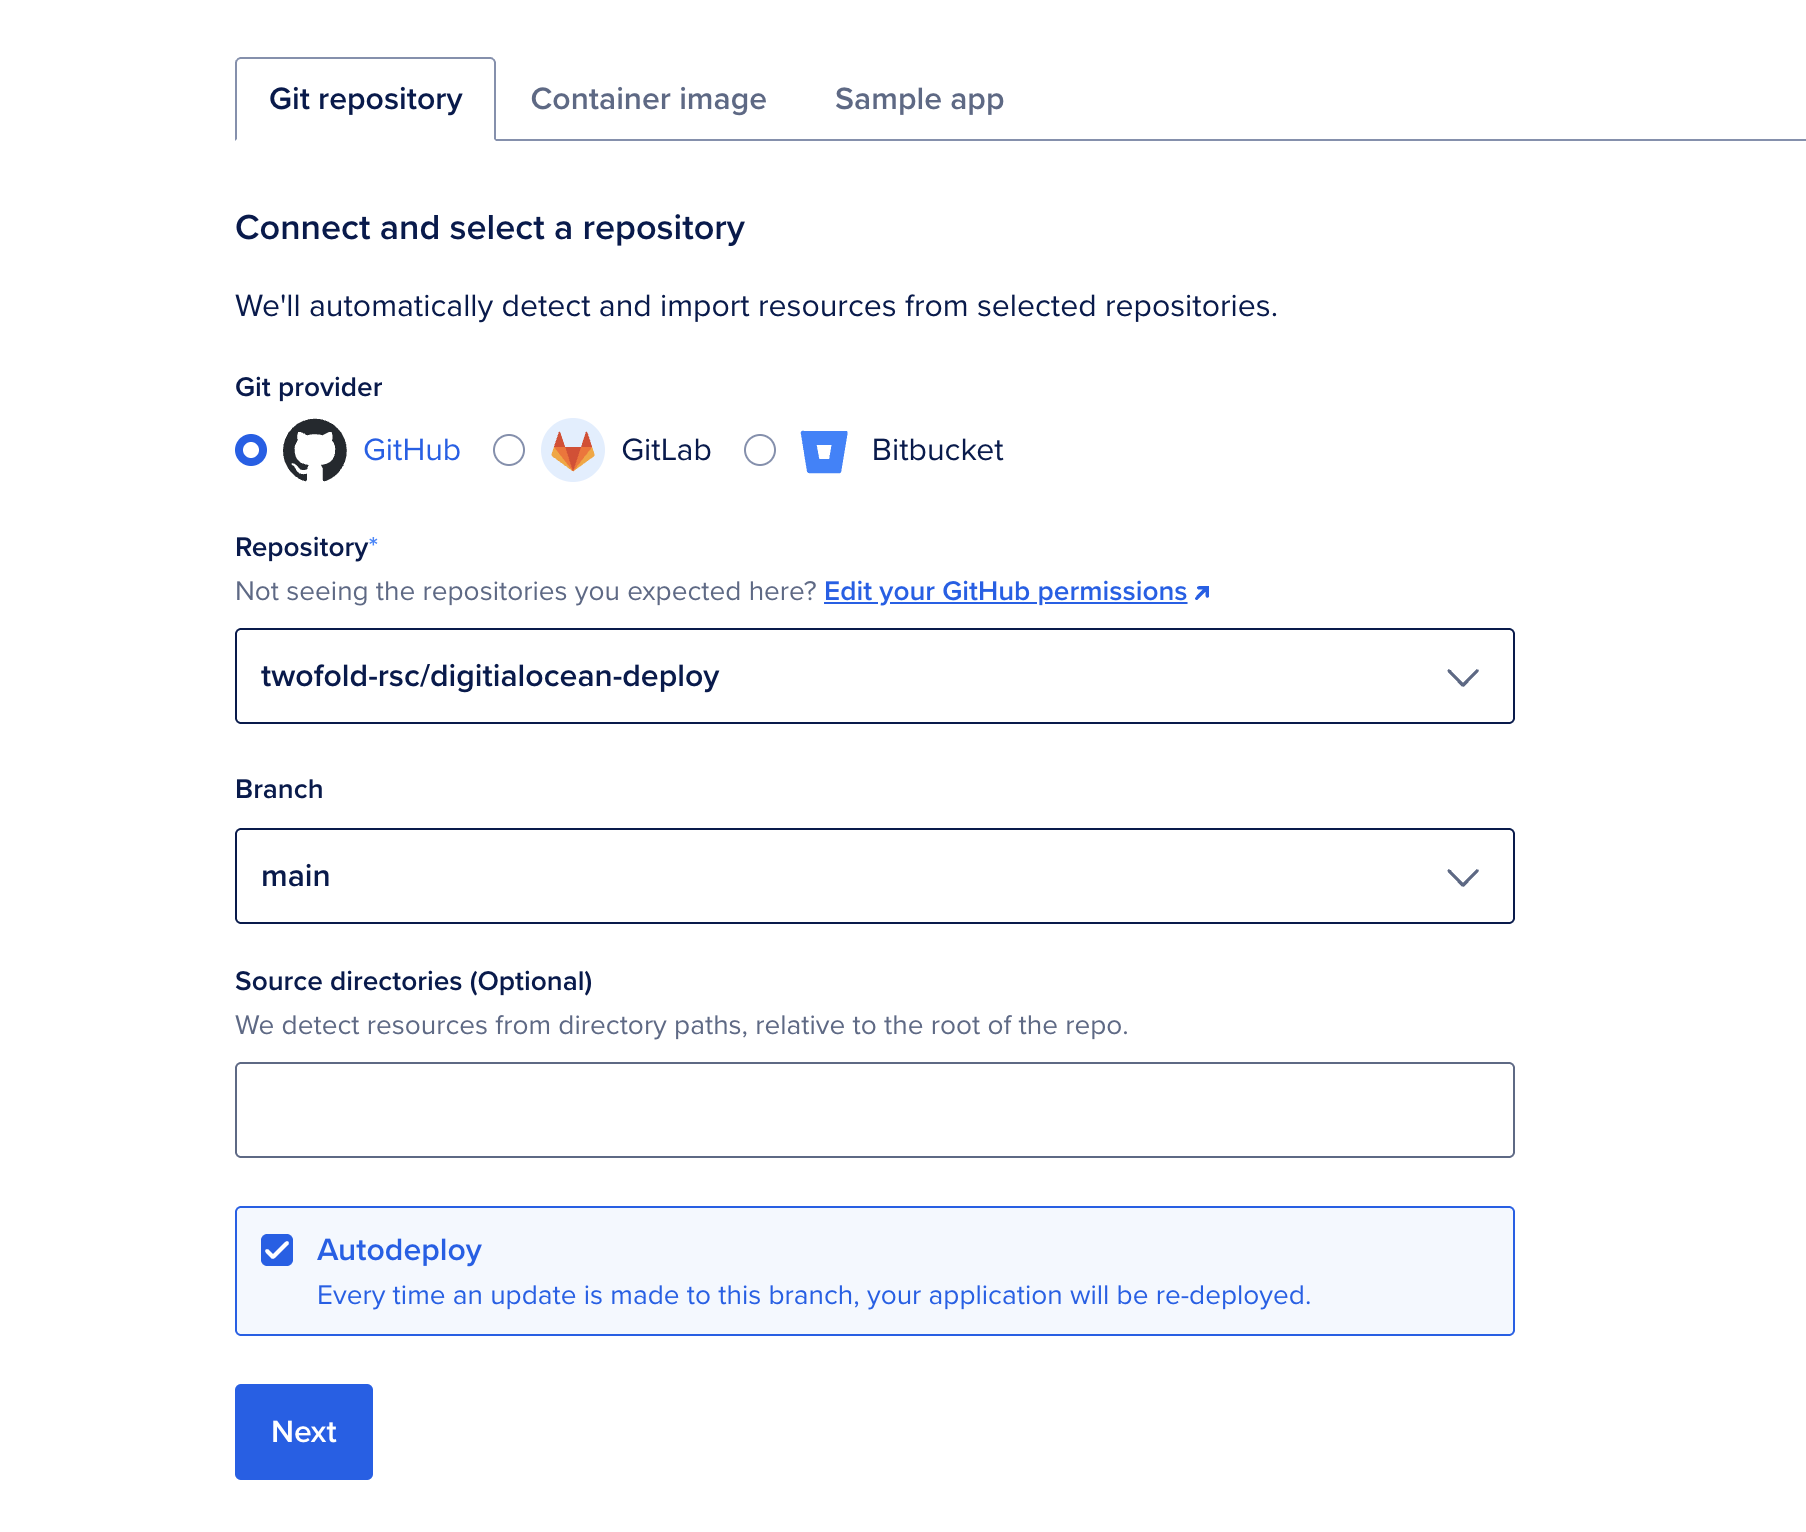 Git repository
Container image
Sample app
Connect and select a repository
We'll automatically detect and import resources from selected repositories.
Git provider
GitHub
GitLab
Bitbucket
Repository*
Not seeing the repositories you expected here? Edit your GitHub permissions
twofold-rsc/digitialocean-deploy
Branch
main
Source directories (Optional)
We detect resources from directory paths, relative to the root of the repo.
Autodeploy
Every time an update is made to this branch, your application will be re-deployed.
Next